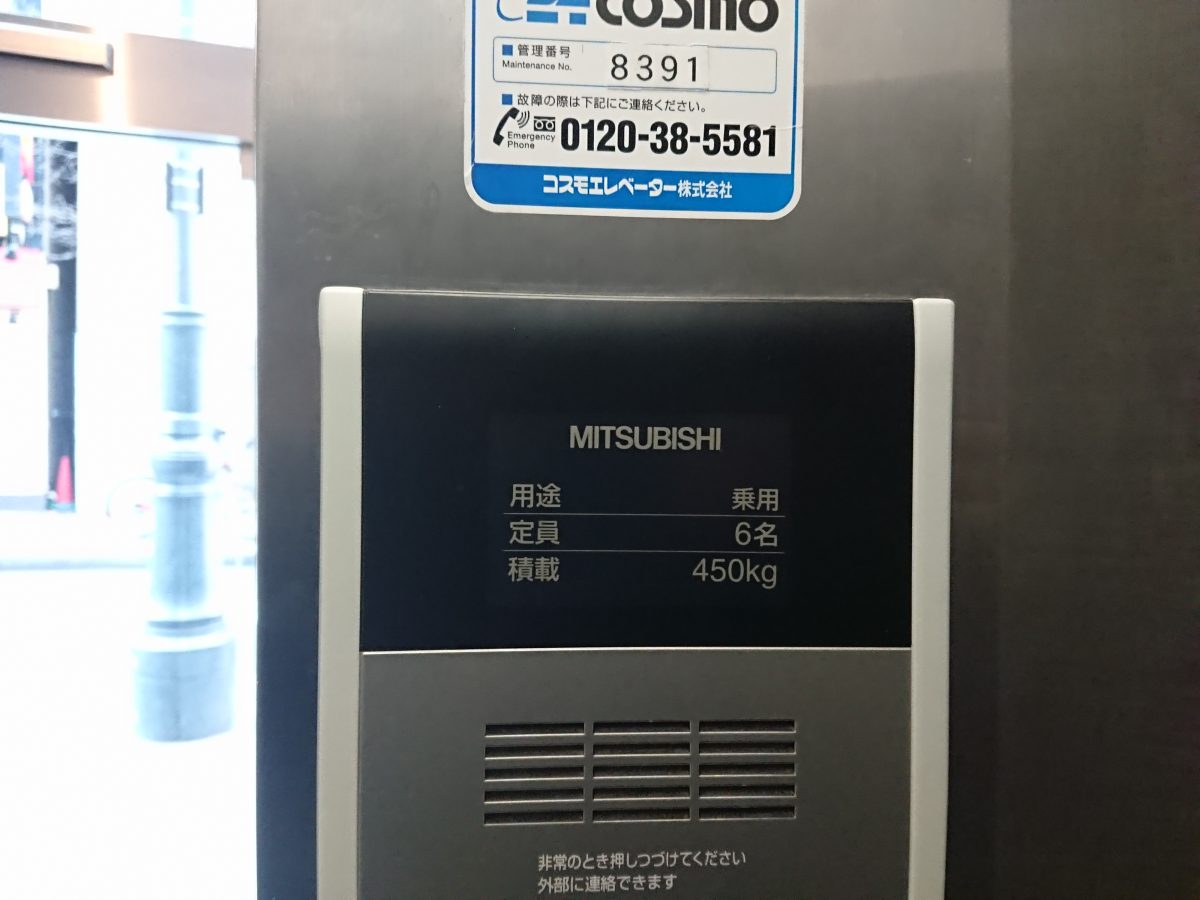 COSMO
■管理番号
Maintenance No.
8391
■故障の際は下記にご連絡ください。
Emergency
Phone
0120-38-5581
コスモエレベーター株式会社
MITSUBISHI
用途 乗用
定員 6名
積載 450kg
非常のとき押しつづけてください
外部に連絡できます